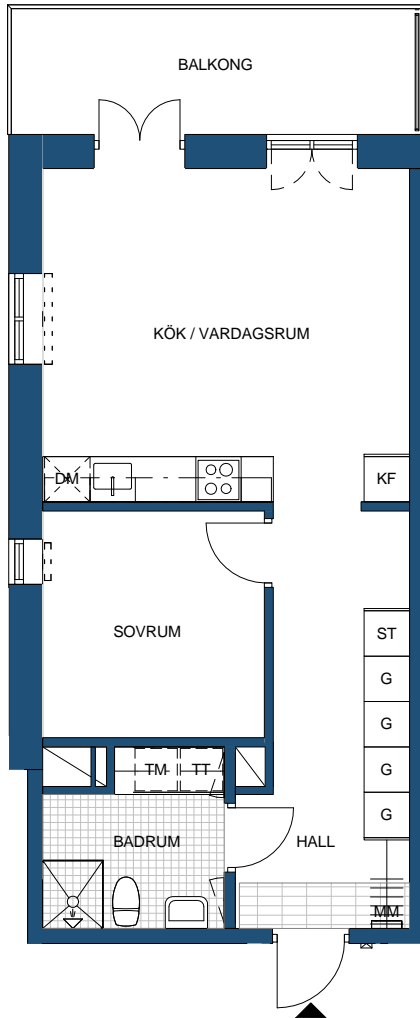 BALKONG
KÖK / VARDAGSRUM
DM
KF
SOVRUM
ST
G
G
G
G
TM
TT
BADRUM
HALL
MM